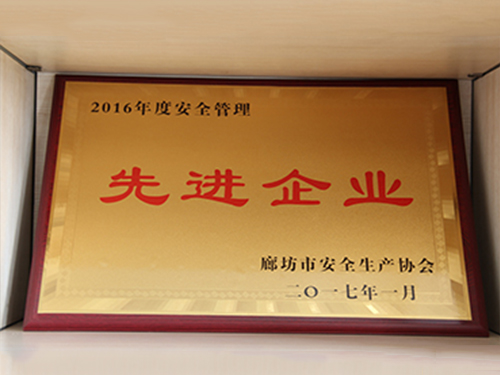 2016年度安全管理
先进企业
廊坊市安全生产协会
二〇一七年一月